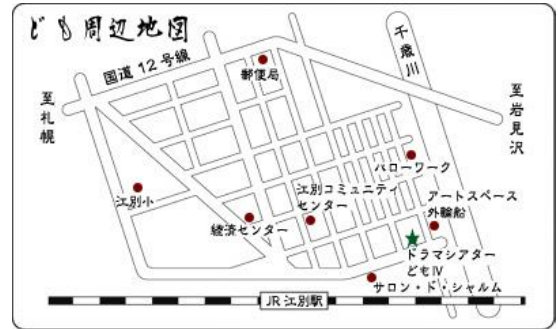 ども周辺地図
国道12号線
郵便局
千歳川
至札幌
至岩見沢
ハローワーク
江別小
江別コミュニティ
センター
経済センター
アートスペース
外輪船
ドラマシアター
どもⅣ
サロン・ド・シャルム
JR江別駅